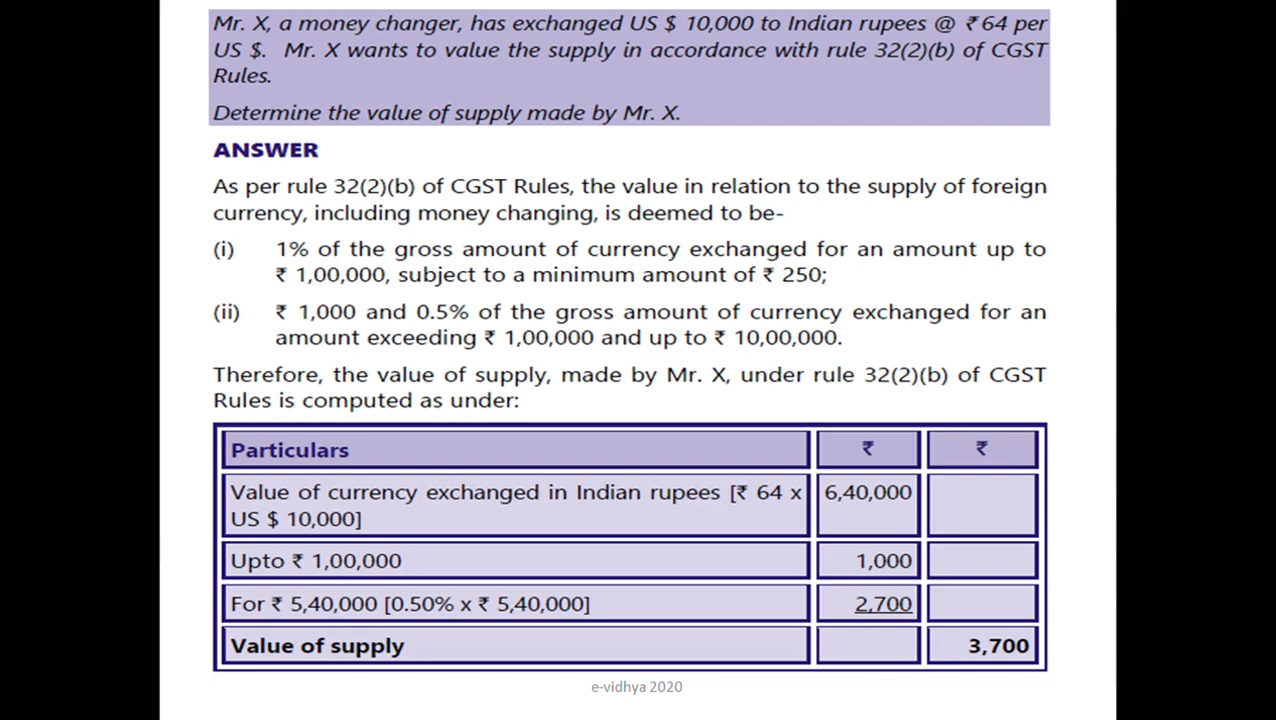 Mr. X, a money changer, has exchanged US $ 10,000 to Indian rupees @ ₹ 64 per
US $. Mr. X wants to value the supply in accordance with rule 32(2)(b) of CGST
Rules.
Determine the value of supply made by Mr. X.
ANSWER
As per rule 32(2)(b) of CGST Rules, the value in relation to the supply of foreign
currency, including money changing, is deemed to be-
(i) 1% of the gross amount of currency exchanged for an amount up to
₹ 1,00,000, subject to a minimum amount of ₹ 250;
(ii) ₹ 1,000 and 0.5% of the gross amount of currency exchanged for an
amount exceeding ₹ 1,00,000 and up to ₹ 10,00,000.
Therefore, the value of supply, made by Mr. X, under rule 32(2)(b) of CGST
Rules is computed as under:
Particulars ₹ ₹
Value of currency exchanged in Indian rupees [₹ 64 x 6,40,000
US $ 10,000]
Upto ₹ 1,00,000 1,000
For ₹ 5,40,000 [0.50% x ₹ 5,40,000] 2,700
Value of supply 3,700
e-vidhya 2020